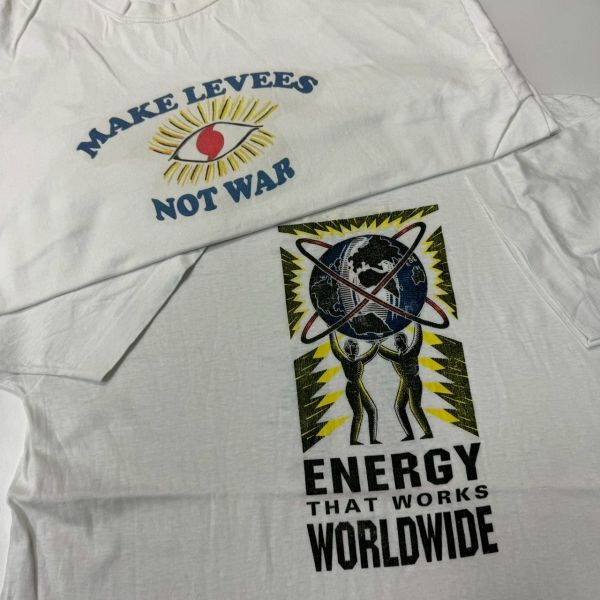 MAKE LEVEES
NOT WAR
ENERGY
THAT WORKS
WORLDWIDE